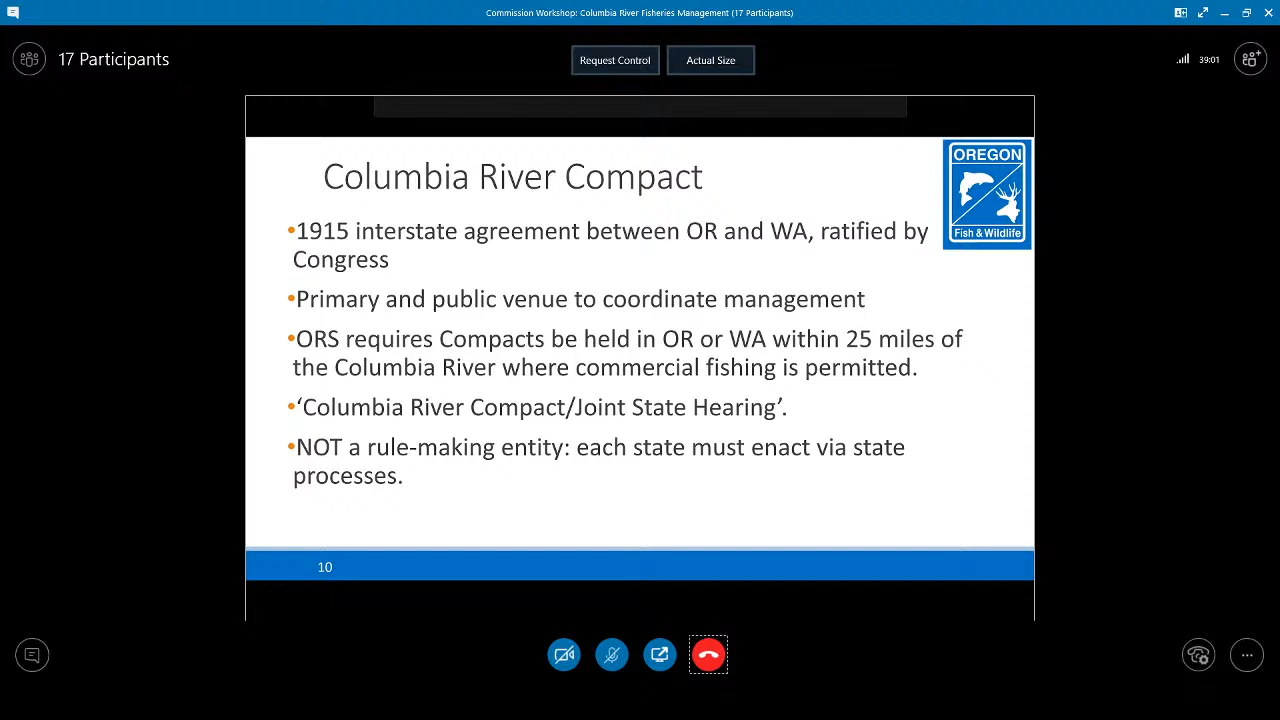 Commission Workshop: Columbia River Fisheries Management (17 Participants)
17 Participants
Request Control
Actual Size
39:01
Columbia River Compact
OREGON
Fish & Wildlife
•1915 interstate agreement between OR and WA, ratified by
Congress
•Primary and public venue to coordinate management
•ORS requires Compacts be held in OR or WA within 25 miles of
the Columbia River where commercial fishing is permitted.
•‘Columbia River Compact/Joint State Hearing’.
•NOT a rule-making entity: each state must enact via state
processes.
10